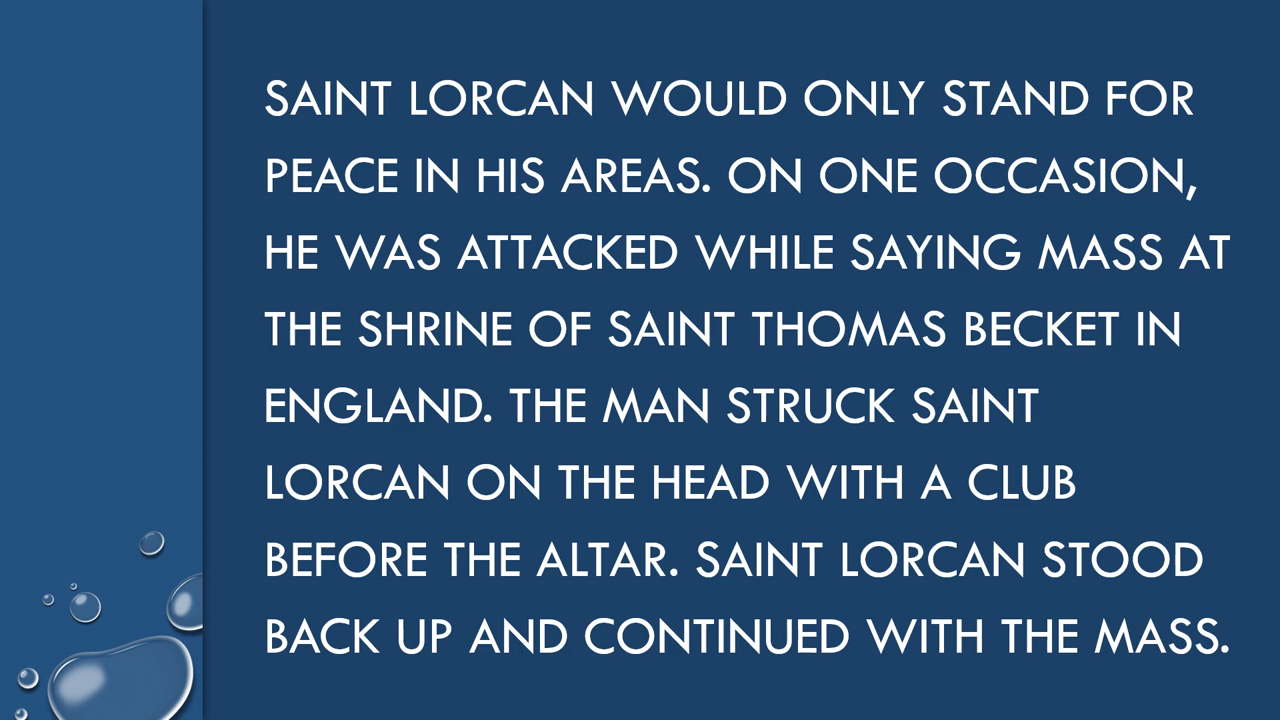 SAINT LORCAN WOULD ONLY STAND FOR
PEACE IN HIS AREAS. ON ONE OCCASION,
HE WAS ATTACKED WHILE SAYING MASS AT
THE SHRINE OF SAINT THOMAS BECKET IN
ENGLAND. THE MAN STRUCK SAINT
LORCAN ON THE HEAD WITH A CLUB
BEFORE THE ALTAR. SAINT LORCAN STOOD
BACK UP AND CONTINUED WITH THE MASS.